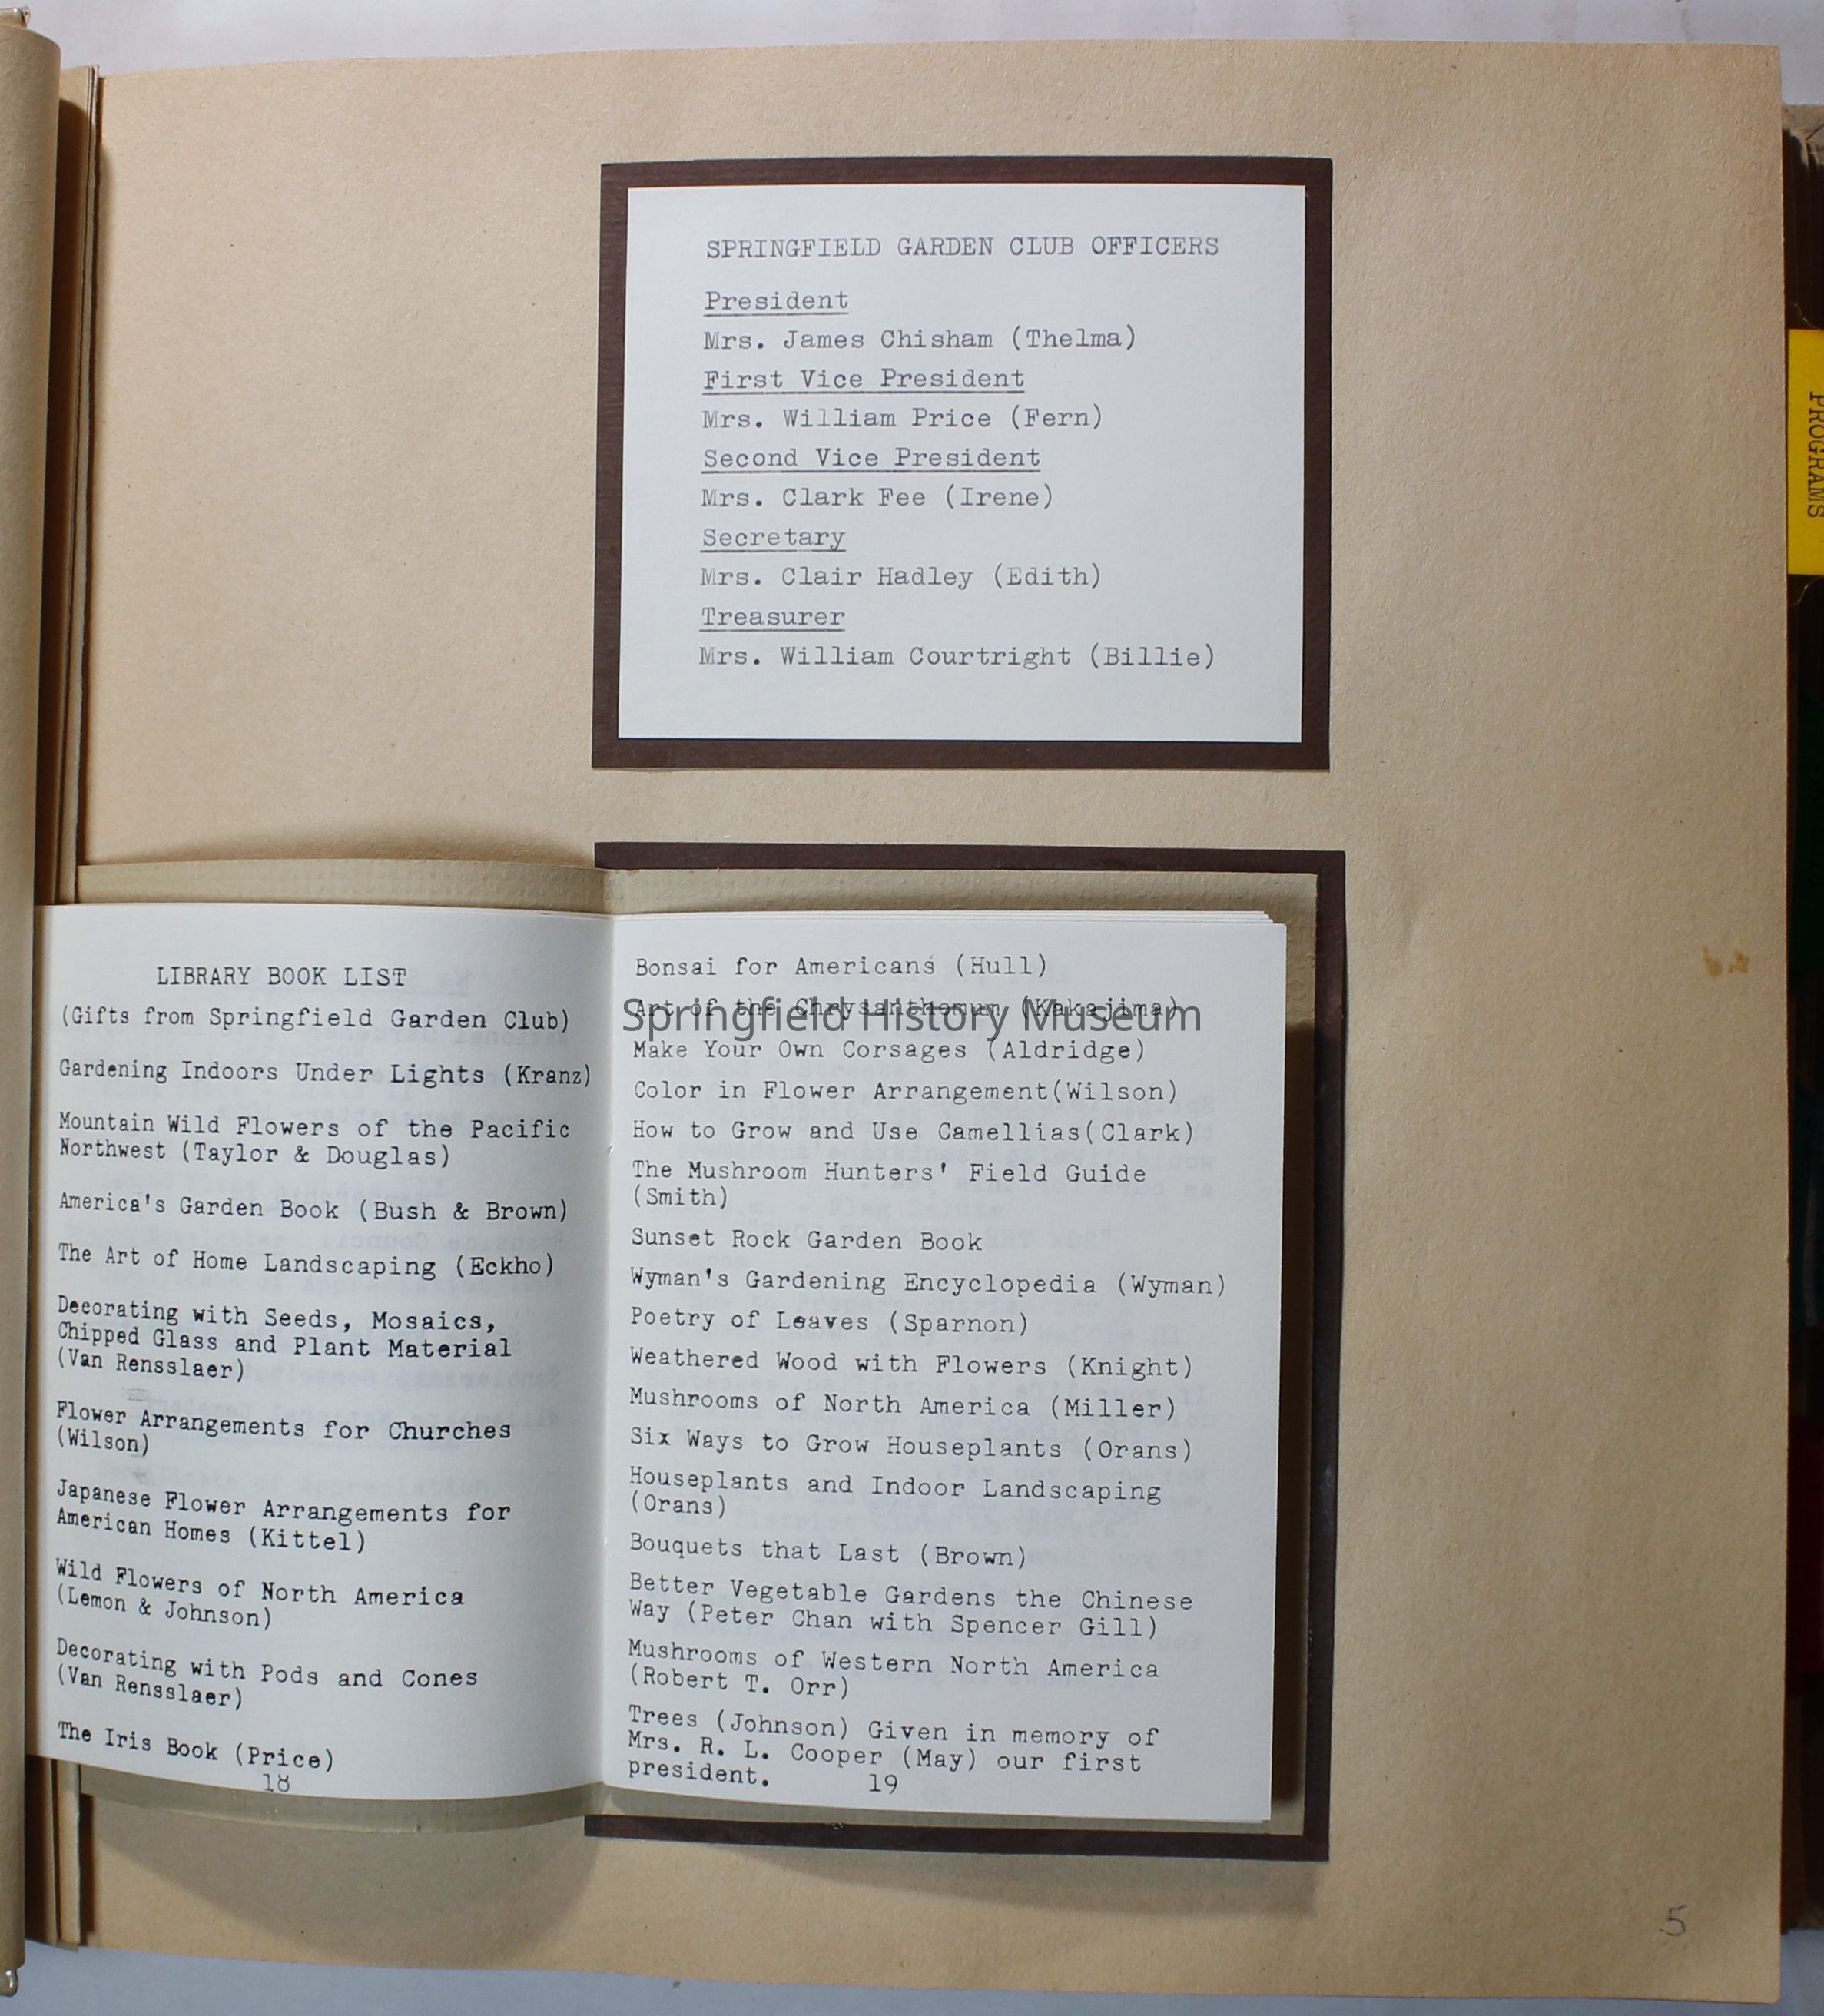 SPRINGFIELD GARDEN CLUB OFFICERS
President
Mrs. James Chisham (Thelma)
First Vice President
Mrs. William Price (Fern)
Second Vice President
Mrs. Clark Fee (Irene)
Secretary
Mrs. Clair Hadley (Edith)
Treasurer
Mrs. William Courtright (Billie)
PROGRAMS
LIBRARY BOOK LIST
(Gifts from Springfield Garden Club)
Gardening Indoors Under Lights (Kranz)
Mountain Wild Flowers of the Pacific
Northwest (Taylor & Douglas)
America's Garden Book (Bush & Brown)
The Art of Home Landscaping (Eckho)
Decorating with Seeds, Mosaics,
Chipped Glass and Plant Material
(Van Rensslaer)
Flower Arrangements for Churches
(Wilson)
Japanese Flower Arrangements for
American Homes (Kittel)
Wild Flowers of North America
(Lemon & Johnson)
Decorating with Pods and Cones
(Van Rensslaer)
The Iris Book (Price)
18
Bonsai for Americans (Hull)
Art of the Chrysanthomum (Kakajima)
Springfield History Museum
Make Your Own Corsages (Aldridge)
Color in Flower Arrangement(Wilson)
How to Grow and Use Camellias(Clark)
The Mushroom Hunters' Field Guide
(Smith)
Sunset Rock Garden Book
Wyman's Gardening Encyclopedia (Wyman)
Poetry of Leaves (Sparnon)
Weathered Wood with Flowers (Knight)
Mushrooms of North America (Miller)
Six Ways to Grow Houseplants (Orans)
Houseplants and Indoor Landscaping
(Orans)
Bouquets that Last (Brown)
Better Vegetable Gardens the Chinese
Way (Peter Chan with Spencer Gill)
Mushrooms of Western North America
(Robert T. Orr)
Trees (Johnson) Given in memory of
Mrs. R. L. Cooper (May) our first
president.
19
5